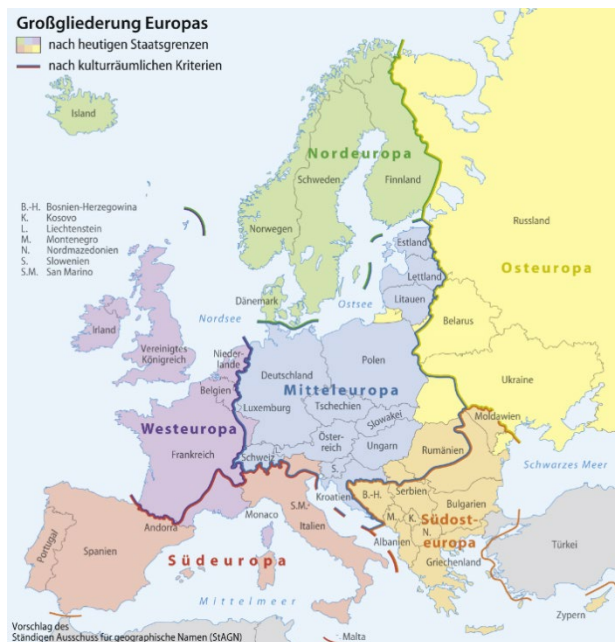 Großgliederung Europas
nach heutigen Staatsgrenzen
nach kulturräumlichen Kriterien
Island
Nordeuropa
Schweden
Finnland
Norwegen
B.-H. Bosnien-Herzegowina
K. Kosovo
L. Liechtenstein
M. Montenegro
N. Nordmazedonien
S. Slowenien
S.M. San Marino
Russland
Estland
Osteuropa
Lettland
Dänemark
Ostsee
Litauen
Nordsee
Irland
Belarus
Vereinigtes
Königreich
Nieder-
lande
Polen
Deutschland
Ukraine
Belgien
Mitteleuropa
Luxemburg
Tschechien
Moldawien
Westeuropa
Slowakei
Öster-
reich
Ungarn
Rumänien
Frankreich
Schweiz
L.
S.
Schwarzes Meer
Kroatien
B.-H.
Serbien
S.M.
Bulgarien
Monaco
Italien
M.
K.
Südost-
europa
Andorra
N.
Albanien
Portugal
Spanien
Südeuropa
Türkei
Griechenland
Mittelmeer
Zypern
Malta
Vorschlag des
Ständigen Ausschuss für geographische Namen (StAGN)